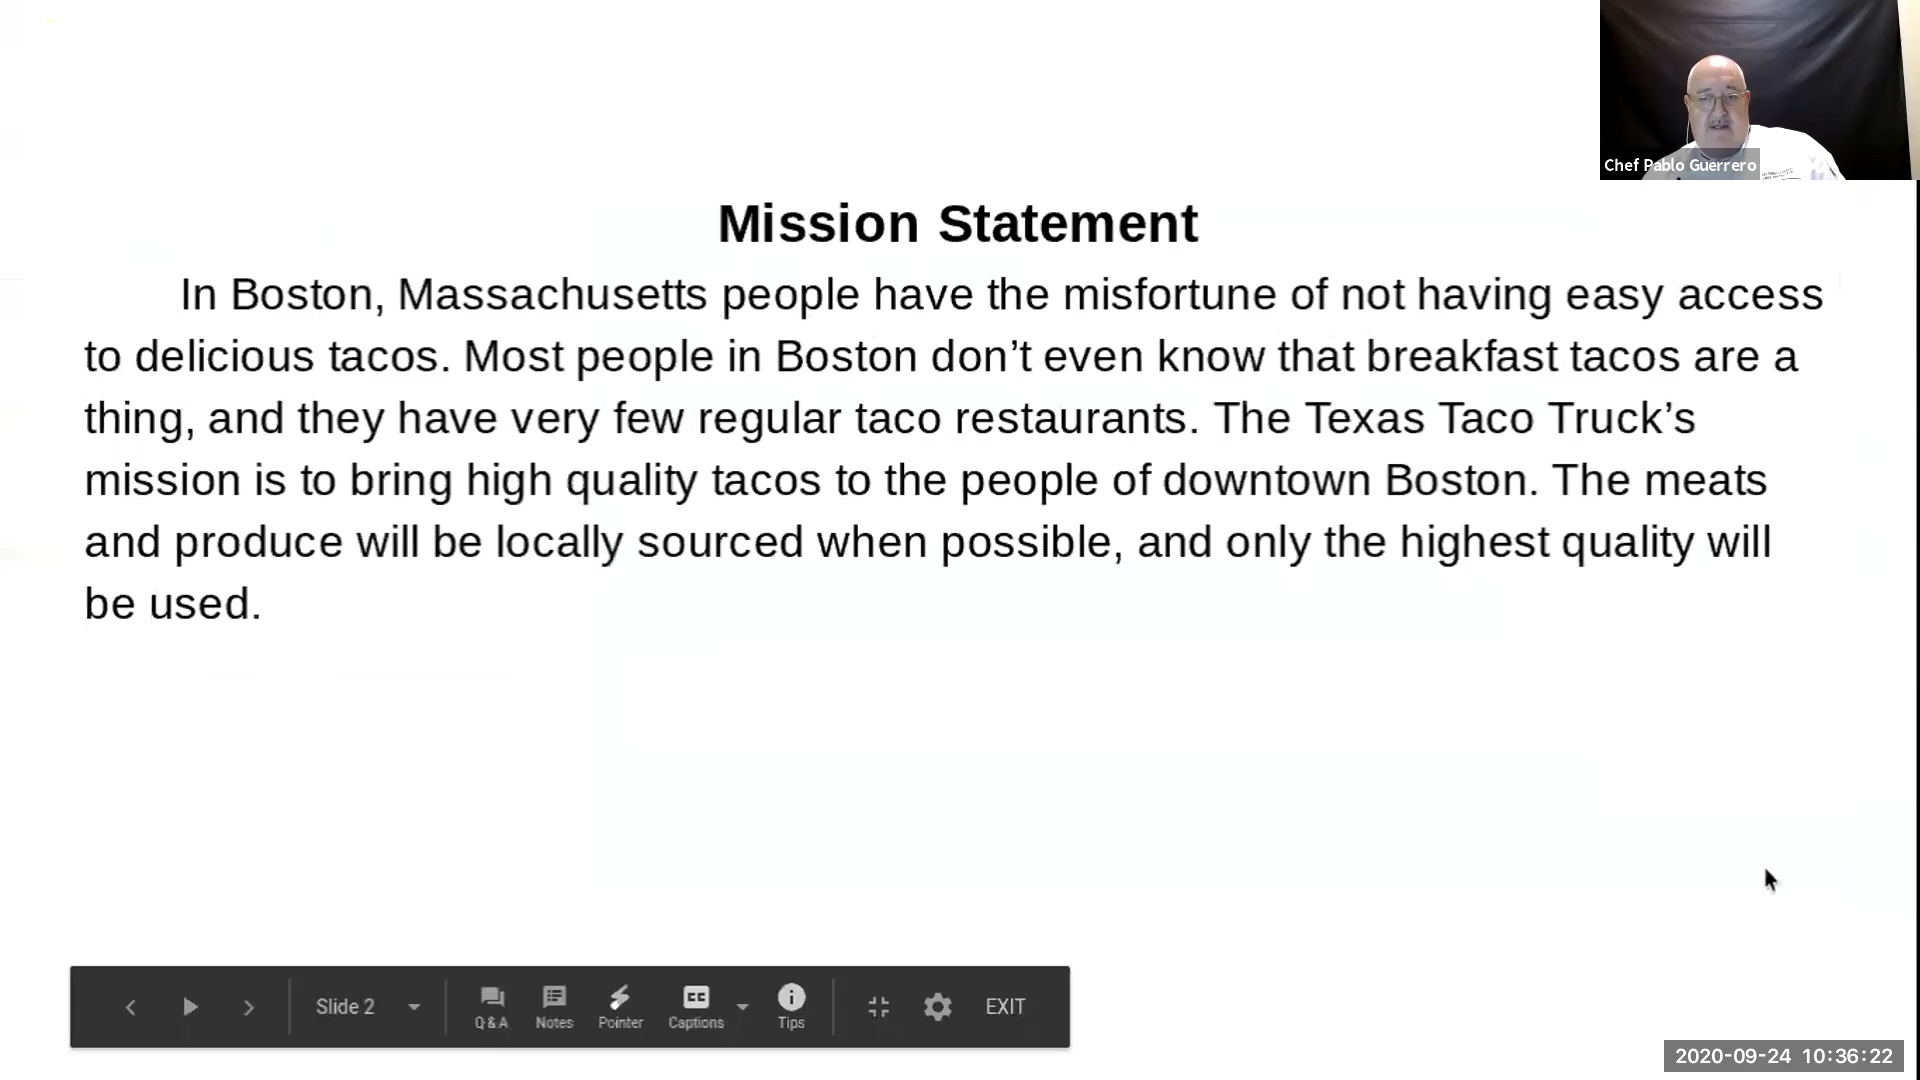 Chef Pablo Guerrero
Mission Statement
In Boston, Massachusetts people have the misfortune of not having easy access
to delicious tacos. Most people in Boston don’t even know that breakfast tacos are a
thing, and they have very few regular taco restaurants. The Texas Taco Truck’s
mission is to bring high quality tacos to the people of downtown Boston. The meats
and produce will be locally sourced when possible, and only the highest quality will
be used.
Slide 2
Q&A
Notes
Pointer
CC
Captions
Tips
EXIT
2020-09-24 10:36:22